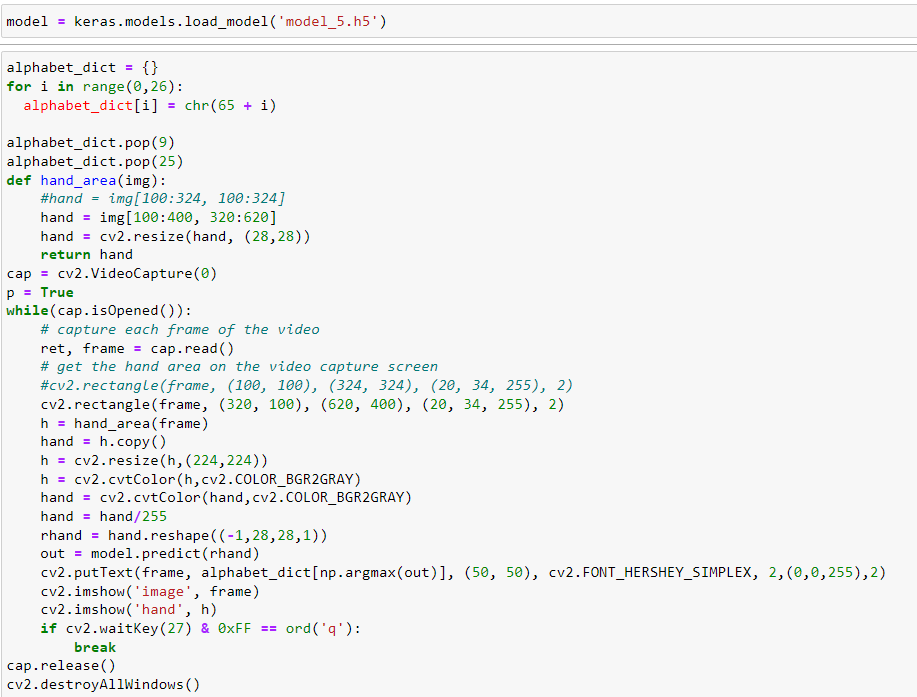 model = keras.models.load_model('model_5.h5')
alphabet_dict = {}
for i in range(0,26):
  alphabet_dict[i] = chr(65 + i)

alphabet_dict.pop(9)
alphabet_dict.pop(25)
def hand_area(img):
    #hand = img[100:324, 100:324]
    hand = img[100:400, 320:620]
    hand = cv2.resize(hand, (28,28))
    return hand
cap = cv2.VideoCapture(0)
p = True
while(cap.isOpened()):
    # capture each frame of the video
    ret, frame = cap.read()
    # get the hand area on the video capture screen
    #cv2.rectangle(frame, (100, 100), (324, 324), (20, 34, 255), 2)
    cv2.rectangle(frame, (320, 100), (620, 400), (20, 34, 255), 2)
    h = hand_area(frame)
    hand = h.copy()
    h = cv2.resize(h,(224,224))
    h = cv2.cvtColor(h,cv2.COLOR_BGR2GRAY)
    hand = cv2.cvtColor(hand,cv2.COLOR_BGR2GRAY)
    hand = hand/255
    rhand = hand.reshape((-1,28,28,1))
    out = model.predict(rhand)
    cv2.putText(frame, alphabet_dict[np.argmax(out)], (50, 50), cv2.FONT_HERSHEY_SIMPLEX, 2,(0,0,255),2)
    cv2.imshow('image', frame)
    cv2.imshow('hand', h)
    if cv2.waitKey(27) & 0xFF == ord('q'):
        break
cap.release()
cv2.destroyAllWindows()